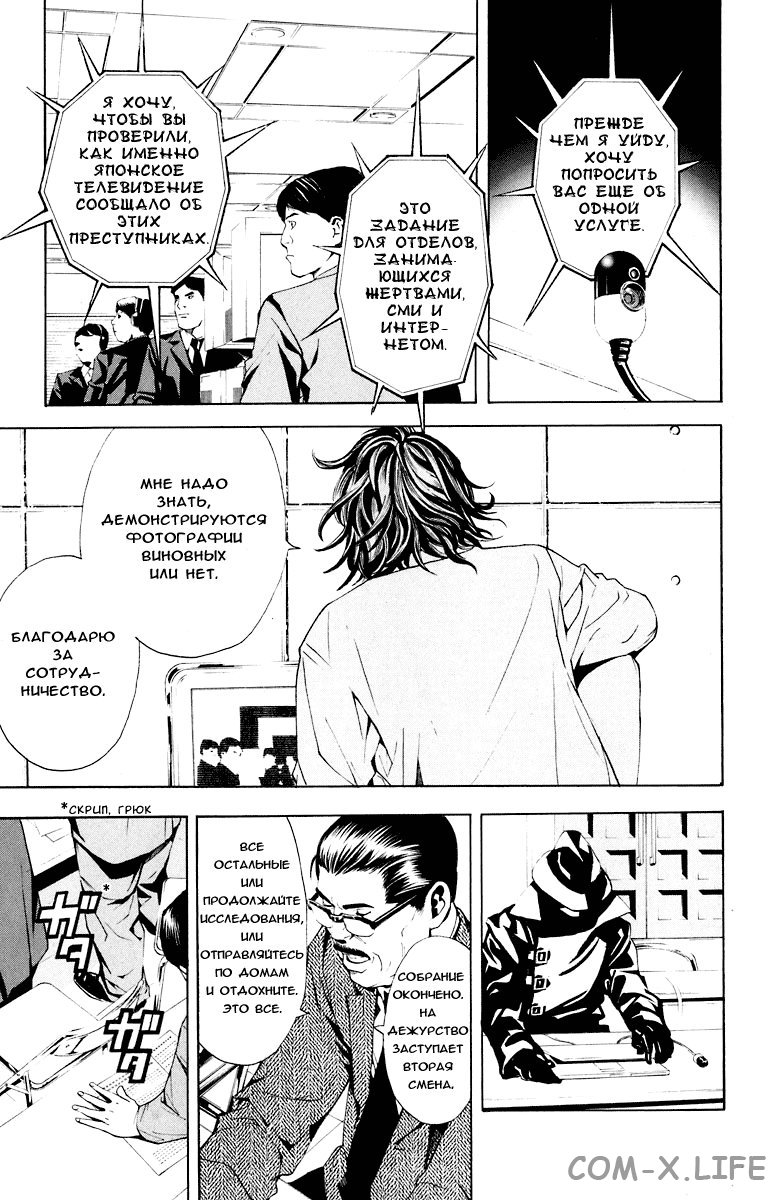 ПРЕЖДЕ
ЧЕМ Я УЙДУ,
ХОЧУ
ПОПРОСИТЬ
ВАС ЕЩЕ ОБ
ОДНОЙ
УСЛУГЕ.
ЭТО
ЗАДАНИЕ
ДЛЯ ОТДЕЛОВ,
ЗАНИМА-
ЮЩИХСЯ
ЖЕРТВАМИ,
СМИ И
ИНТЕР-
НЕТОМ.
Я ХОЧУ,
ЧТОБЫ ВЫ
ПРОВЕРИЛИ,
КАК ИМЕННО
ЯПОНСКОЕ
ТЕЛЕВИДЕНИЕ
СООБЩАЛО ОБ
ЭТИХ
ПРЕСТУПНИКАХ.
МНЕ НАДО
ЗНАТЬ,
ДЕМОНСТРИРУЮТСЯ
ФОТОГРАФИИ
ВИНОВНЫХ
ИЛИ НЕТ.
БЛАГОДАРЮ
ЗА
СОТРУД-
НИЧЕСТВО.
СОБРАНИЕ
ОКОНЧЕНО.
НА
ДЕЖУРСТВО
ЗАСТУПАЕТ
ВТОРАЯ
СМЕНА.
ВСЕ
ОСТАЛЬНЫЕ
ИЛИ
ПРОДОЛЖАЙТЕ
ИССЛЕДОВАНИЯ,
ИЛИ
ОТПРАВЛЯЙТЕСЬ
ПО ДОМАМ
И ОТДОХНИТЕ.
ЭТО ВСЕ.
*СКРИП, ГРЮК
*
ガタ
ガタ
COM-X.LIFE